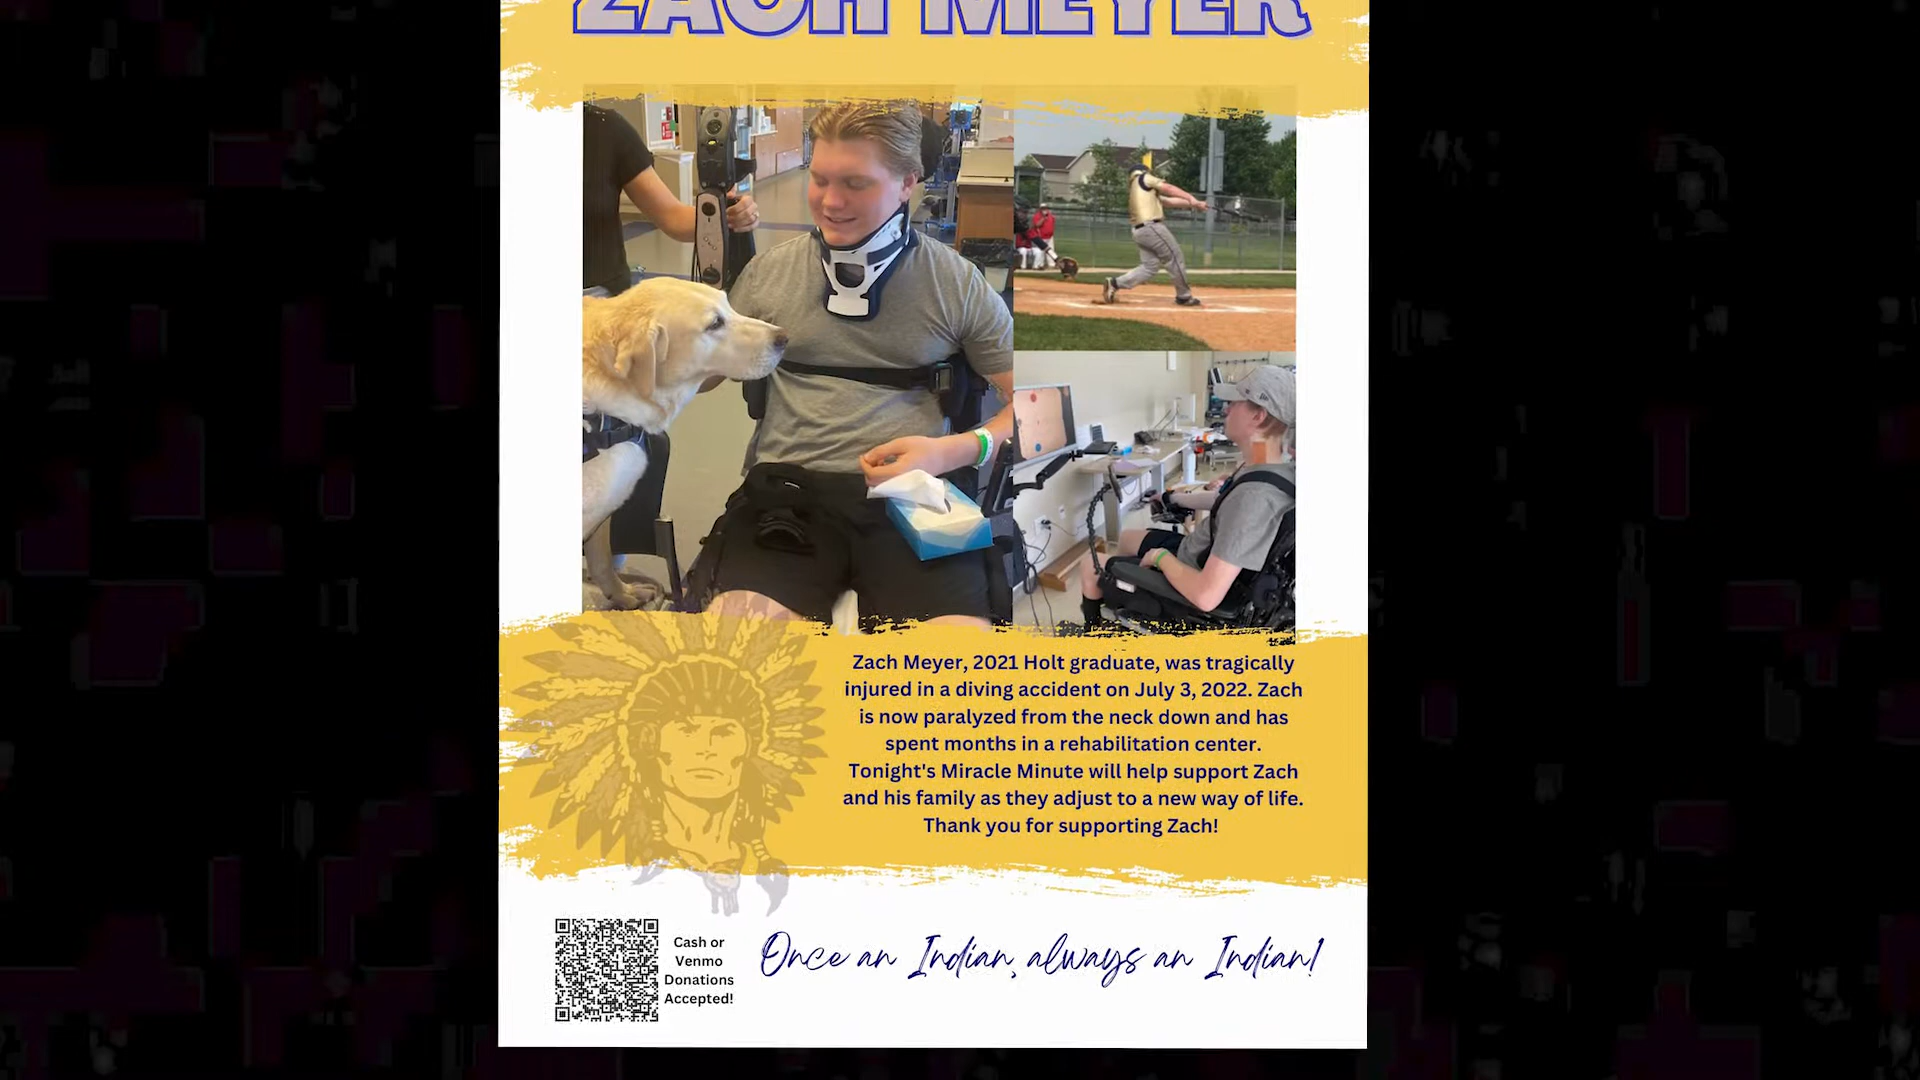 ZACH MEYER
Zach Meyer, 2021 Holt graduate, was tragically
injured in a diving accident on July 3, 2022. Zach
is now paralyzed from the neck down and has
spent months in a rehabilitation center.
Tonight's Miracle Minute will help support Zach
and his family as they adjust to a new way of life.
Thank you for supporting Zach!
Cash or
Venmo
Donations
Accepted!
Once an Indian, always an Indian!